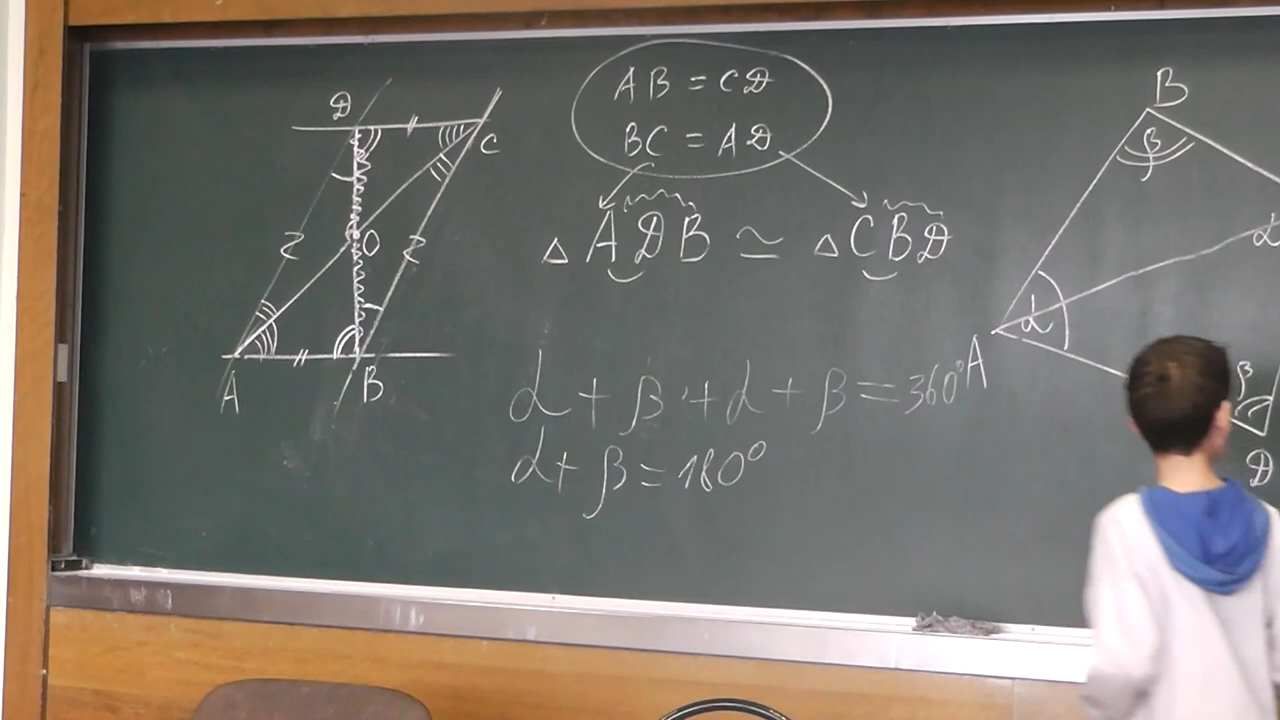 D
C
O
A
B
AB = CD
BC = AD
△ ADB ≃ △ CBD
α + β + α + β = 360°
α + β = 180°
B
β
α
α
A
β
D